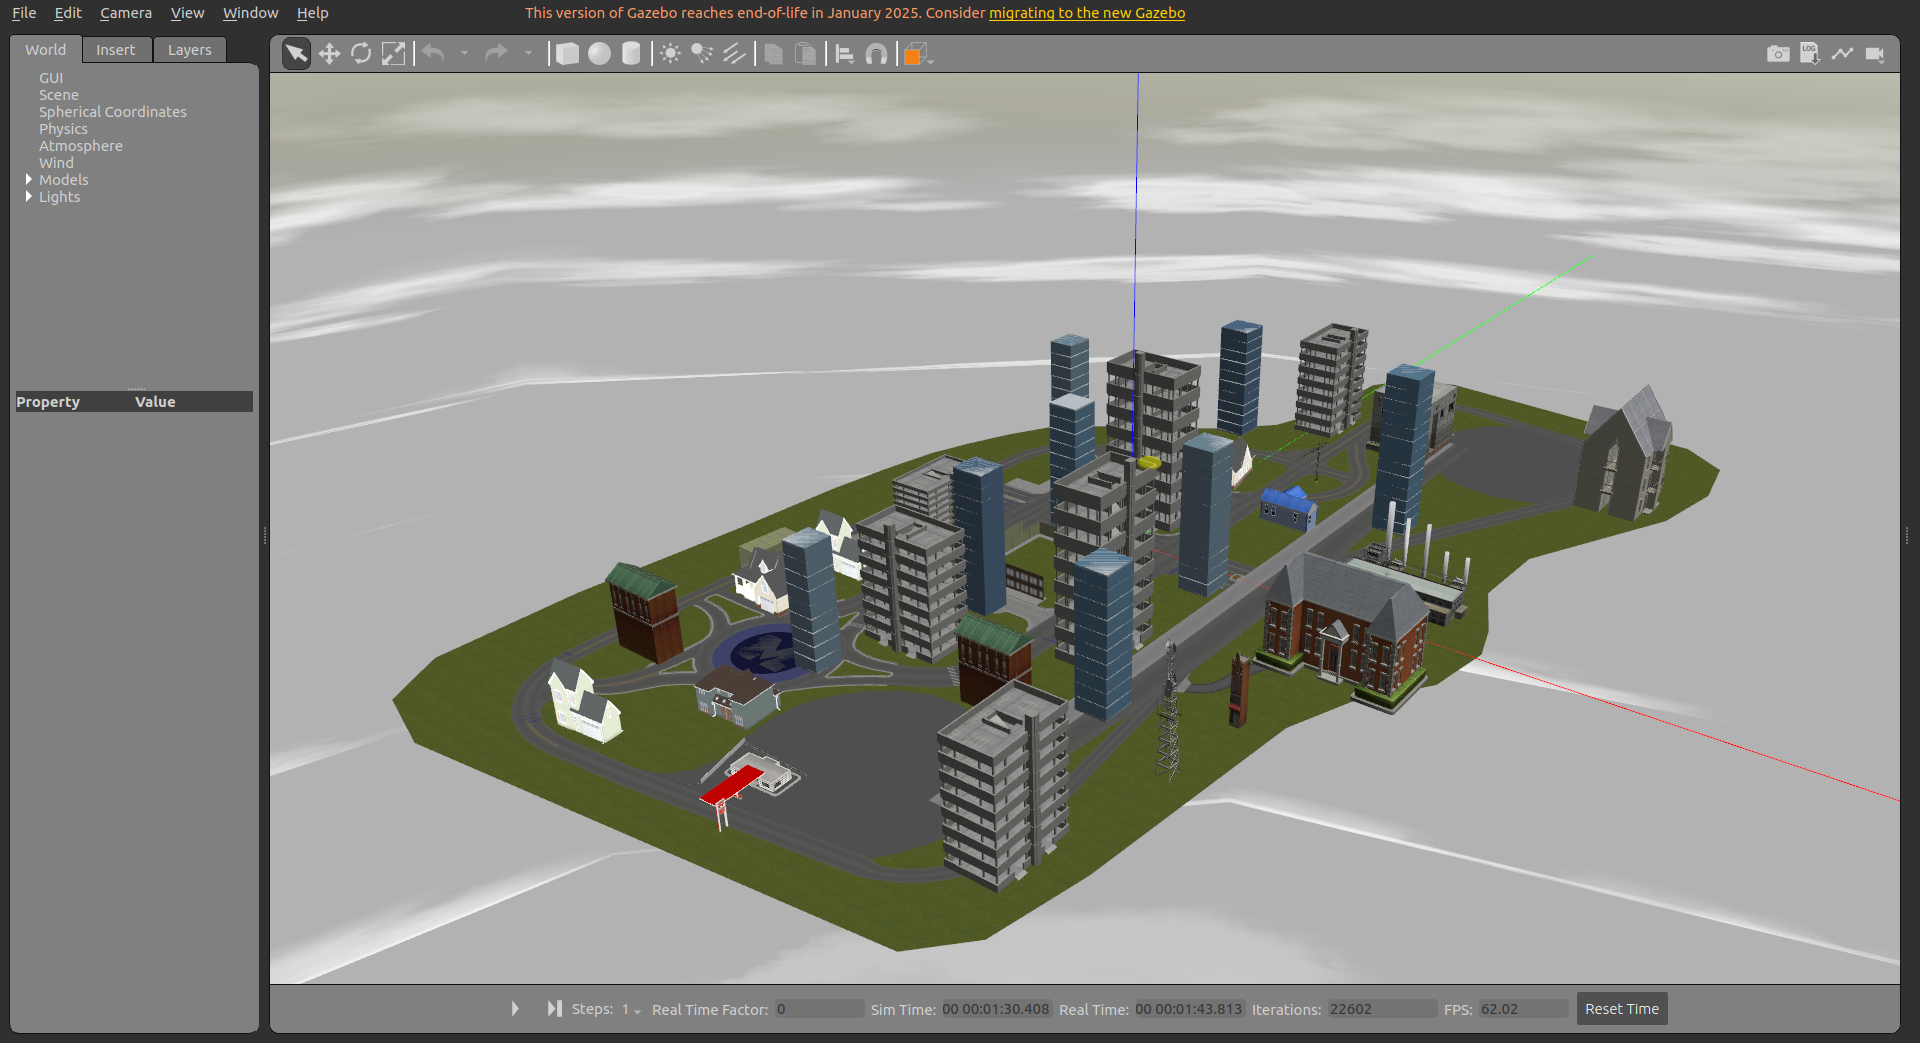 File Edit Camera View Window Help
This version of Gazebo reaches end-of-life in January 2025. Consider migrating to the new Gazebo
World Insert Layers
LOG
GUI
Scene
Spherical Coordinates
Physics
Atmosphere
Wind
Models
Lights
Property Value
Steps: 1 Real Time Factor: 0 Sim Time: 00 00:01:30.408 Real Time: 00 00:01:43.813 Iterations: 22602 FPS: 62.02 Reset Time